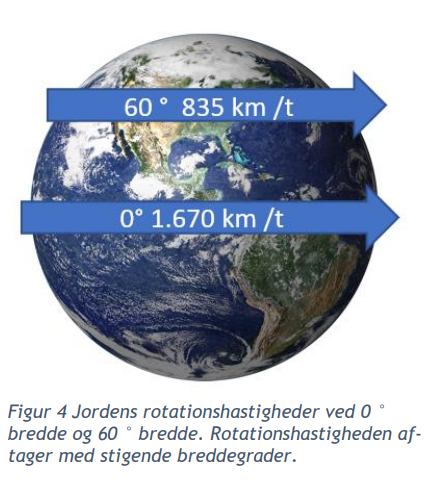 60 ° 835 km /t
0° 1.670 km /t
Figur 4 Jordens rotationshastigheder ved 0 °
bredde og 60 ° bredde. Rotationshastigheden af-
tager med stigende breddegrader.